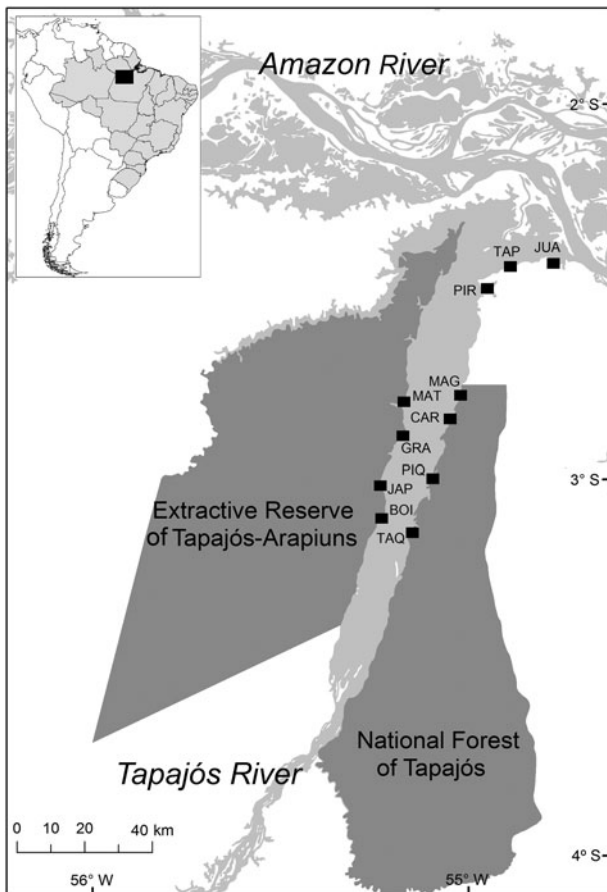 Amazon River
2° S
TAP
JUA
PIR
MAG
MAT
CAR
GRA
PIQ
3° S
JAP
Extractive Reserve
of Tapajós-Arapiuns
BOI
TAQ
National Forest
of Tapajós
Tapajós River
0 10 20 40 km
4° S
56° W
55° W